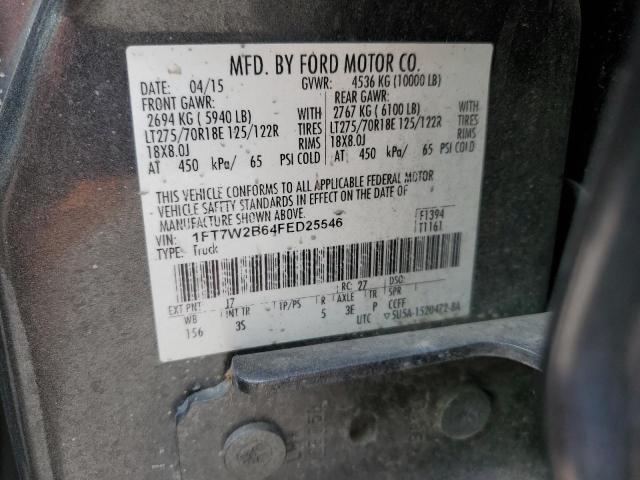 MFD. BY FORD MOTOR CO.
DATE: 04/15 GVWR: 4536 KG (10000 LB)
FRONT GAWR: REAR GAWR:
2694 KG ( 5940 LB) WITH 2767 KG ( 6100 LB) WITH
LT275/70R18E 125/122R TIRES LT275/70R18E 125/122R TIRES
18X8.0J RIMS 18X8.0J RIMS
AT 450 kPa/ 65 PSI COLD AT 450 kPa/ 65 PSI COLD
THIS VEHICLE CONFORMS TO ALL APPLICABLE FEDERAL MOTOR
VEHICLE SAFETY STANDARDS IN EFFECT ON THE DATE OF
MANUFACTURE SHOWN ABOVE.
VIN: 1FT7W2B64FED25546 F1394
TYPE: Truck T1161
EXT PNT: J7 RC: 27 DSO:
WB INT TR TP/PS R AXLE TR SPR
156 3S 5 3E P CCFF
UTC ▽5U5A-1520472-BA